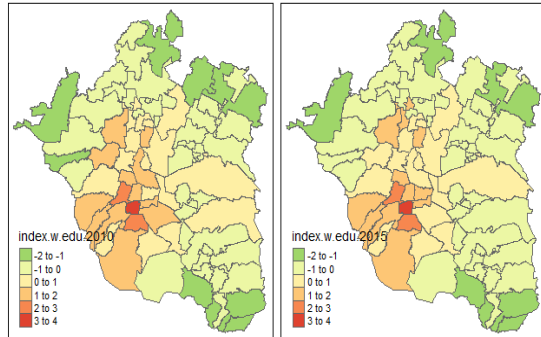 index.w.edu.2010
-2 to -1
-1 to 0
0 to 1
1 to 2
2 to 3
3 to 4
index.w.edu.2015
-2 to -1
-1 to 0
0 to 1
1 to 2
2 to 3
3 to 4